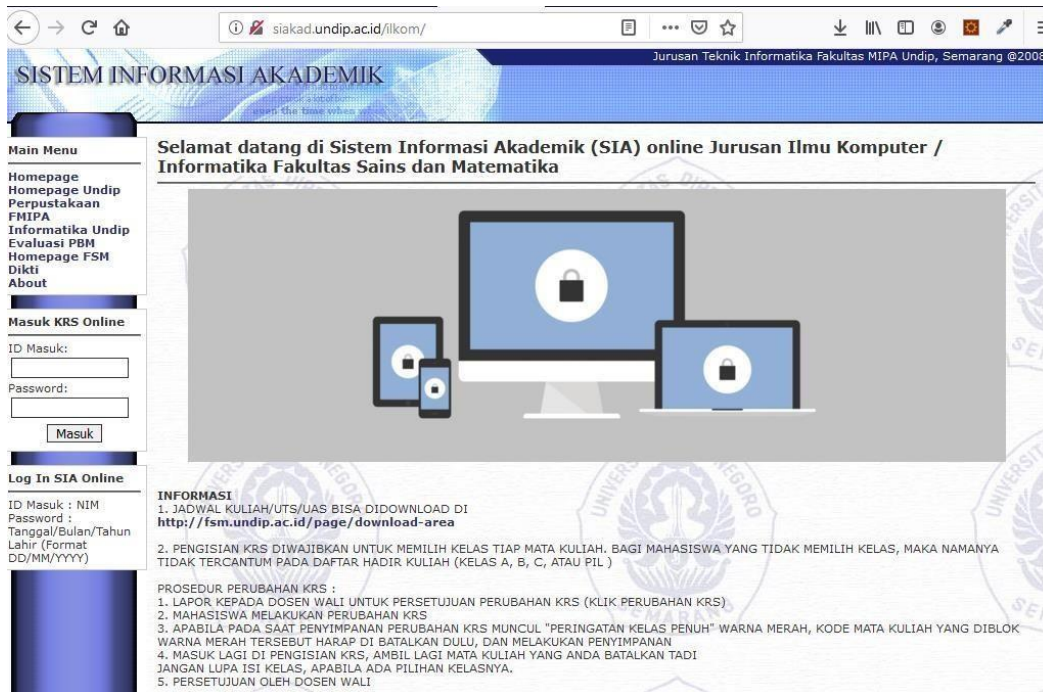 siakad.undip.ac.id/ilkom/
Jurusan Teknik Informatika Fakultas MIPA Undip, Semarang @2008
SISTEM INFORMASI AKADEMIK
even the time when
Main Menu
Homepage
Homepage Undip
Perpustakaan
FMIPA
Informatika Undip
Evaluasi PBM
Homepage FSM
Dikti
About
Masuk KRS Online
ID Masuk:
Password:
Masuk
Log In SIA Online
ID Masuk : NIM
Password :
Tanggal/Bulan/Tahun
Lahir (Format
DD/MM/YYYY)
Selamat datang di Sistem Informasi Akademik (SIA) online Jurusan Ilmu Komputer /
Informatika Fakultas Sains dan Matematika
INFORMASI
1. JADWAL KULIAH/UTS/UAS BISA DIDOWNLOAD DI
http://fsm.undip.ac.id/page/download-area
2. PENGISIAN KRS DIWAJIBKAN UNTUK MEMILIH KELAS TIAP MATA KULIAH. BAGI MAHASISWA YANG TIDAK MEMILIH KELAS, MAKA NAMANYA
TIDAK TERCANTUM PADA DAFTAR HADIR KULIAH (KELAS A, B, C, ATAU PIL )
PROSEDUR PERUBAHAN KRS :
1. LAPOR KEPADA DOSEN WALI UNTUK PERSETUJUAN PERUBAHAN KRS (KLIK PERUBAHAN KRS)
2. MAHASISWA MELAKUKAN PERUBAHAN KRS
3. APABILA PADA SAAT PENYIMPANAN PERUBAHAN KRS MUNCUL "PERINGATAN KELAS PENUH" WARNA MERAH, KODE MATA KULIAH YANG DIBLOK
WARNA MERAH TERSEBUT HARAP DI BATALKAN DULU, DAN MELAKUKAN PENYIMPANAN
4. MASUK LAGI DI PENGISIAN KRS, AMBIL LAGI MATA KULIAH YANG ANDA BATALKAN TADI
JANGAN LUPA ISI KELAS, APABILA ADA PILIHAN KELASNYA.
5. PERSETUJUAN OLEH DOSEN WALI